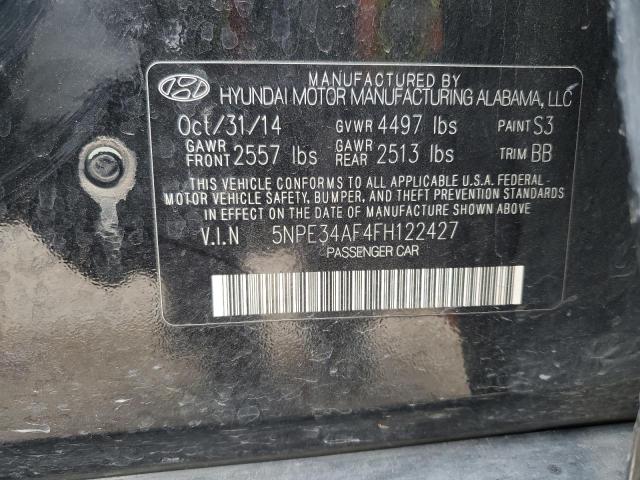 MANUFACTURED BY
HYUNDAI MOTOR MANUFACTURING ALABAMA, LLC
Oct/31/14 GVWR 4497 lbs PAINT S3
GAWR FRONT 2557 lbs GAWR REAR 2513 lbs TRIM BB
THIS VEHICLE CONFORMS TO ALL APPLICABLE U.S.A. FEDERAL
MOTOR VEHICLE SAFETY, BUMPER, AND THEFT PREVENTION STANDARDS
IN EFFECT ON THE DATE OF MANUFACTURE SHOWN ABOVE
V.I.N 5NPE34AF4FH122427
PASSENGER CAR